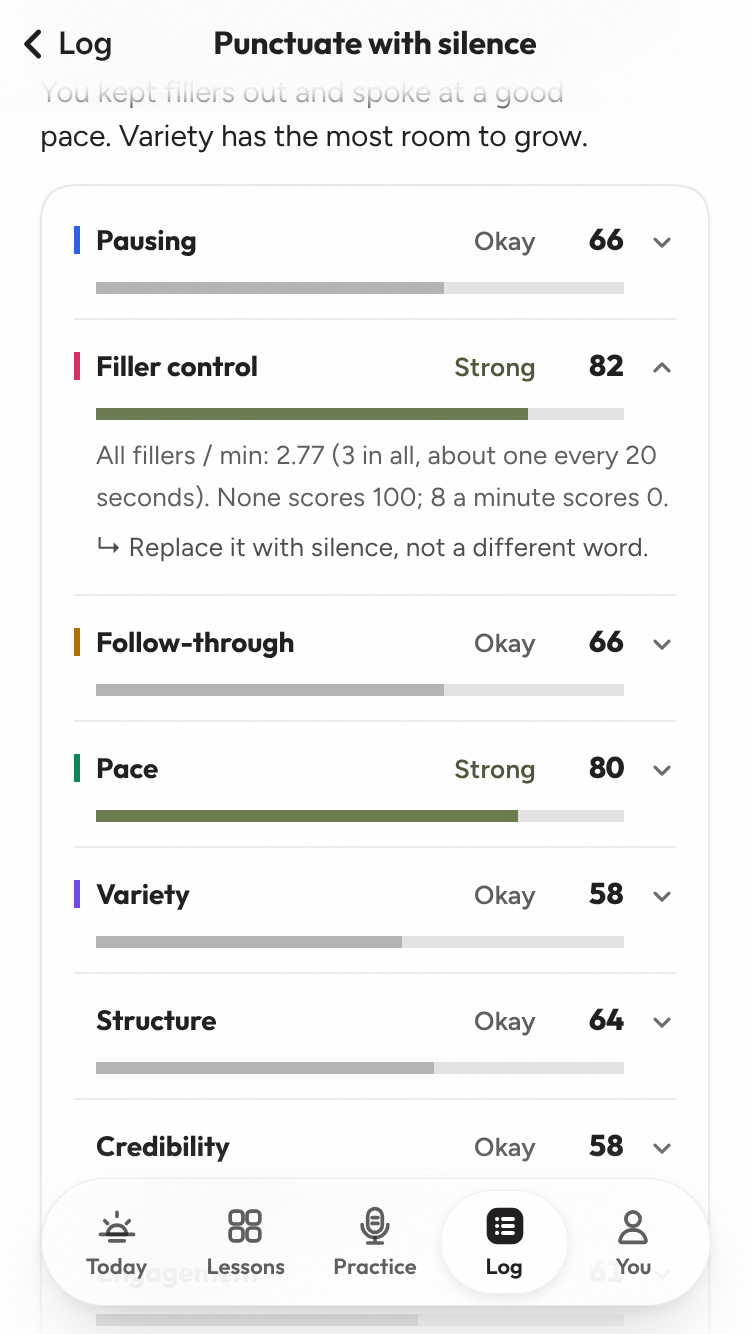 Log
Punctuate with silence
You kept fillers out and spoke at a good
pace. Variety has the most room to grow.
Pausing Okay 66
Filler control Strong 82
All fillers / min: 2.77 (3 in all, about one every 20
seconds). None scores 100; 8 a minute scores 0.
↳ Replace it with silence, not a different word.
Follow-through Okay 66
Pace Strong 80
Variety Okay 58
Structure Okay 64
Credibility Okay 58
Engagement 61
Today Lessons Practice Log You